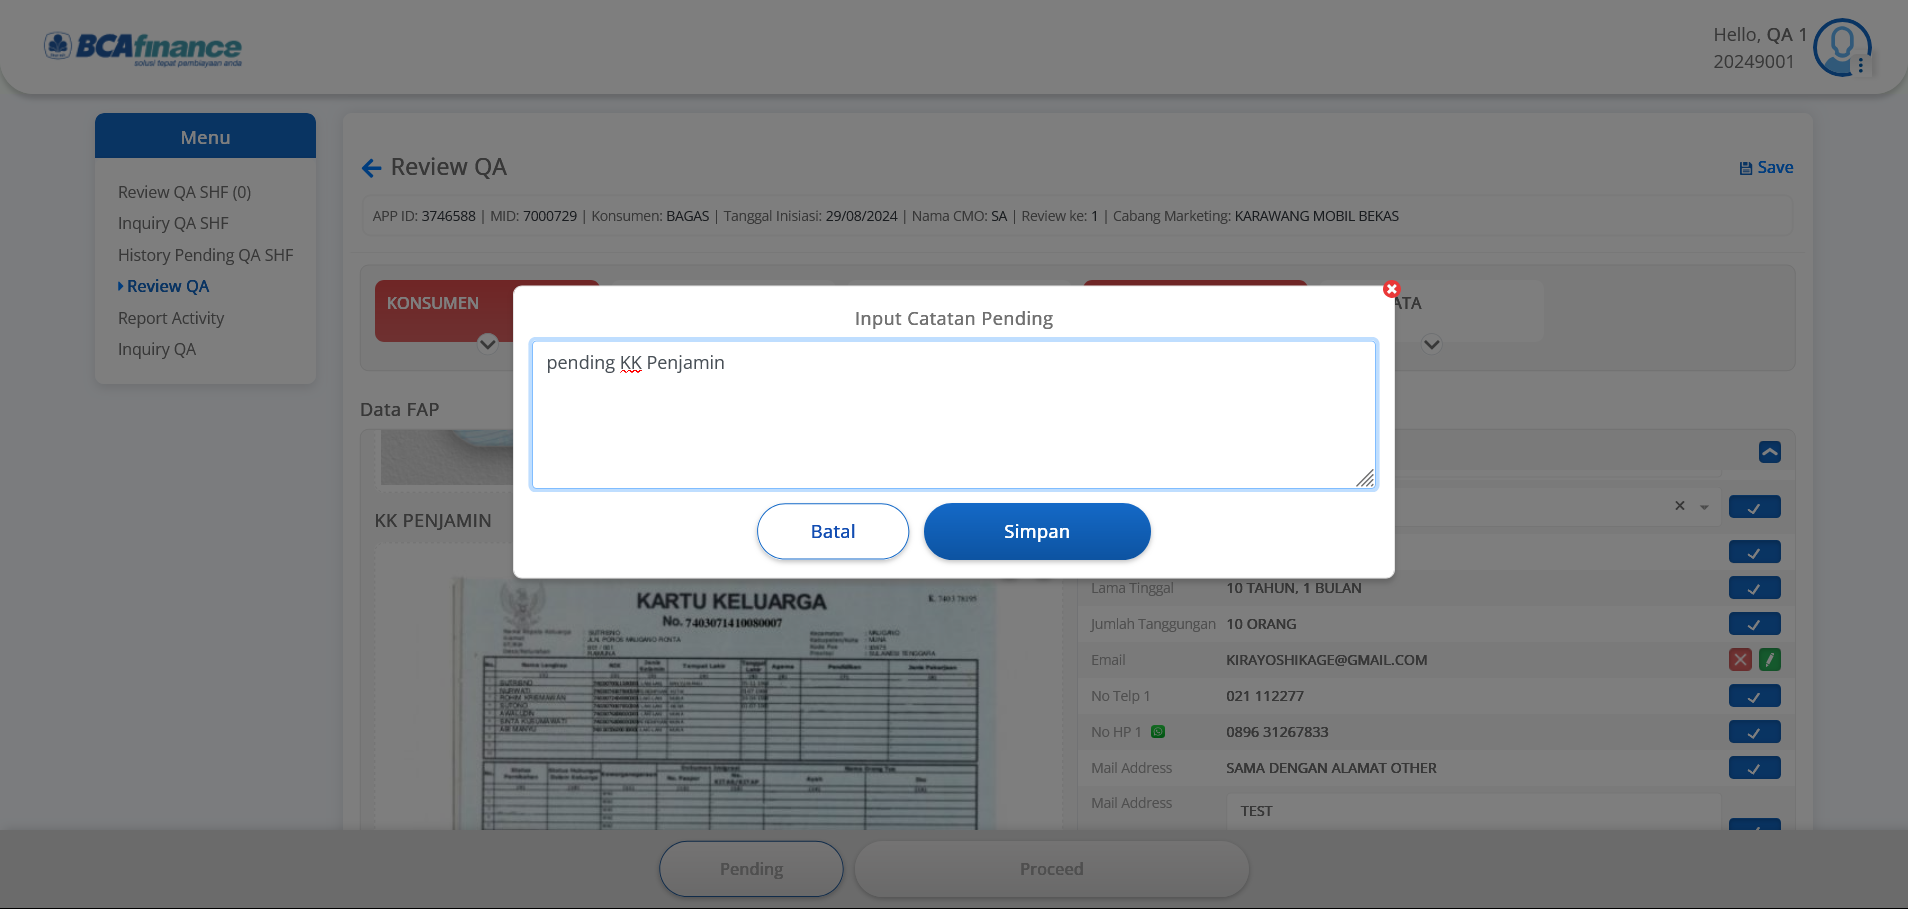 BCAfinance
solusi tepat pembiayaan anda
Hello, QA 1
20249001
Menu
Review QA SHF (0)
Inquiry QA SHF
History Pending QA SHF
Review QA
Report Activity
Inquiry QA
Review QA
Save
APP ID: 3746588 | MID: 7000729 | Konsumen: BAGAS | Tanggal Inisiasi: 29/08/2024 | Nama CMO: SA | Review ke: 1 | Cabang Marketing: KARAWANG MOBIL BEKAS
KONSUMEN
ATA
Input Catatan Pending
pending KK Penjamin
Batal
Simpan
Data FAP
KK PENJAMIN
KARTU KELUARGA
No. 7403071410080007
Lama Tinggal 10 TAHUN, 1 BULAN
Jumlah Tanggungan 10 ORANG
Email KIRAYOSHIKAGE@GMAIL.COM
No Telp 1 021 112277
No HP 1 0896 31267833
Mail Address SAMA DENGAN ALAMAT OTHER
Mail Address TEST
Pending
Proceed